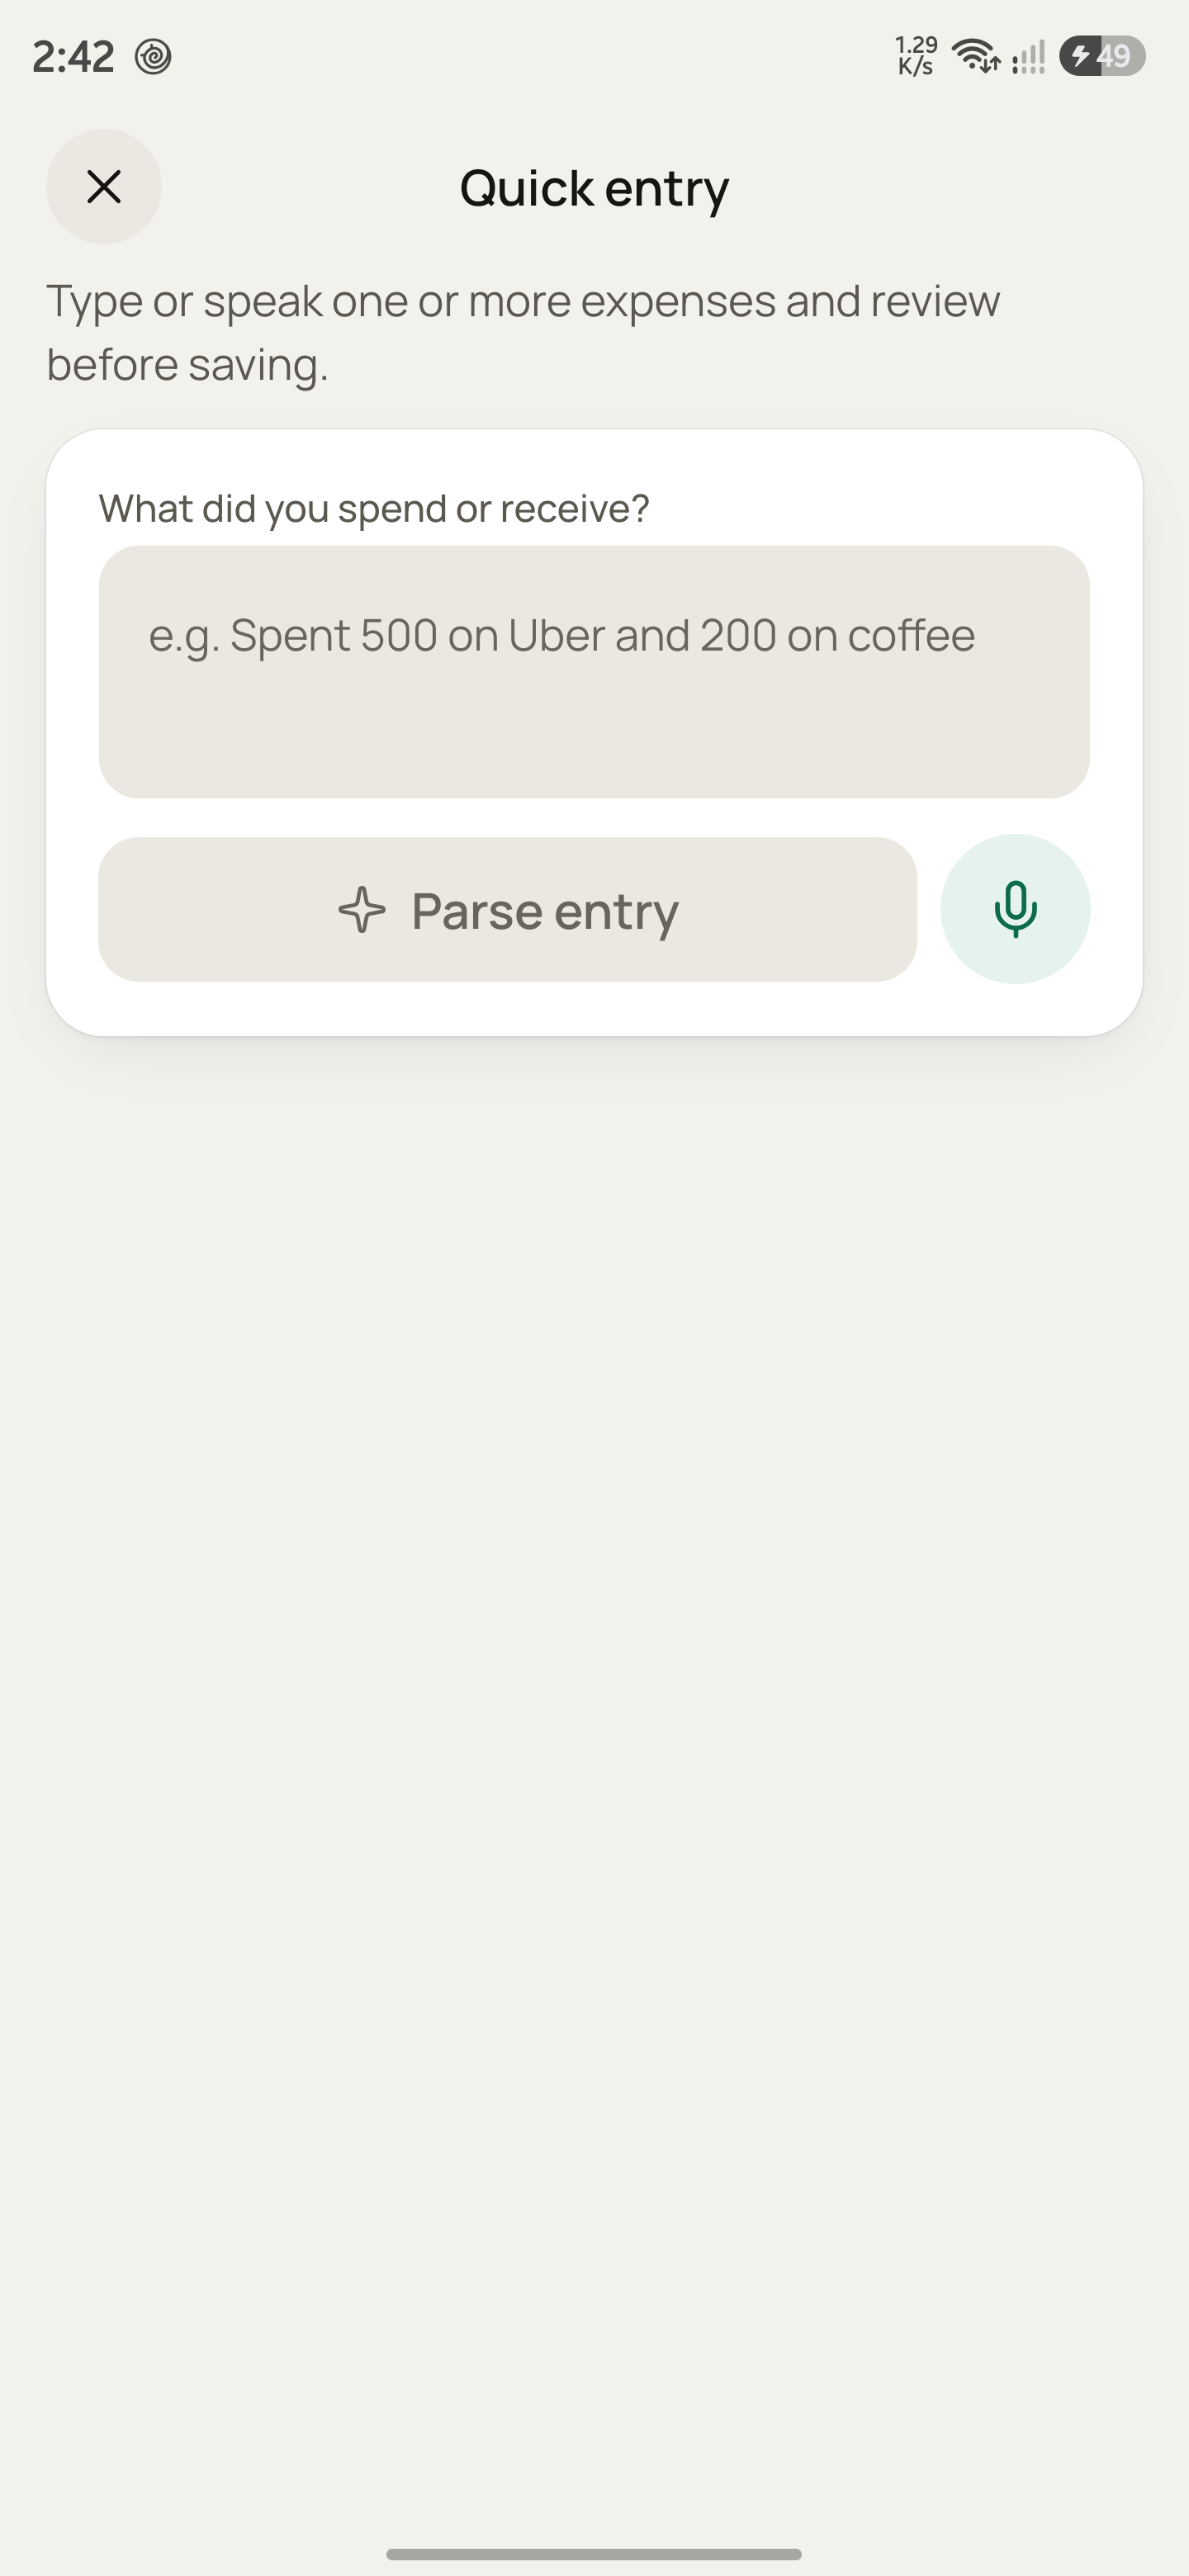 2:42
1.29
K/s
49
Quick entry
Type or speak one or more expenses and review
before saving.
What did you spend or receive?
e.g. Spent 500 on Uber and 200 on coffee
Parse entry